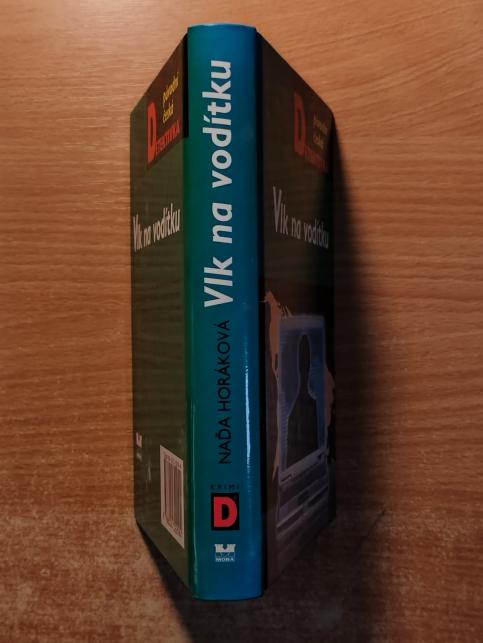 původní
česká
DETEKTIVKA
Vlk na vodítku
NAĎA HORÁKOVÁ Vlk na vodítku
KRIMI
D
MOBA
původní
česká
DETEKTIVKA
Vlk na vodítku